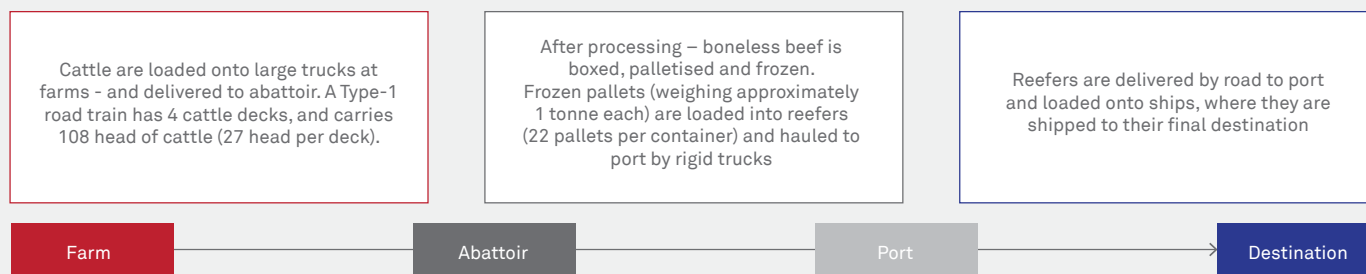 Cattle are loaded onto large trucks at
farms - and delivered to abattoir. A Type-1
road train has 4 cattle decks, and carries
108 head of cattle (27 head per deck).
After processing – boneless beef is
boxed, palletised and frozen.
Frozen pallets (weighing approximately
1 tonne each) are loaded into reefers
(22 pallets per container) and hauled to
port by rigid trucks
Reefers are delivered by road to port
and loaded onto ships, where they are
shipped to their final destination
Farm
Abattoir
Port
Destination